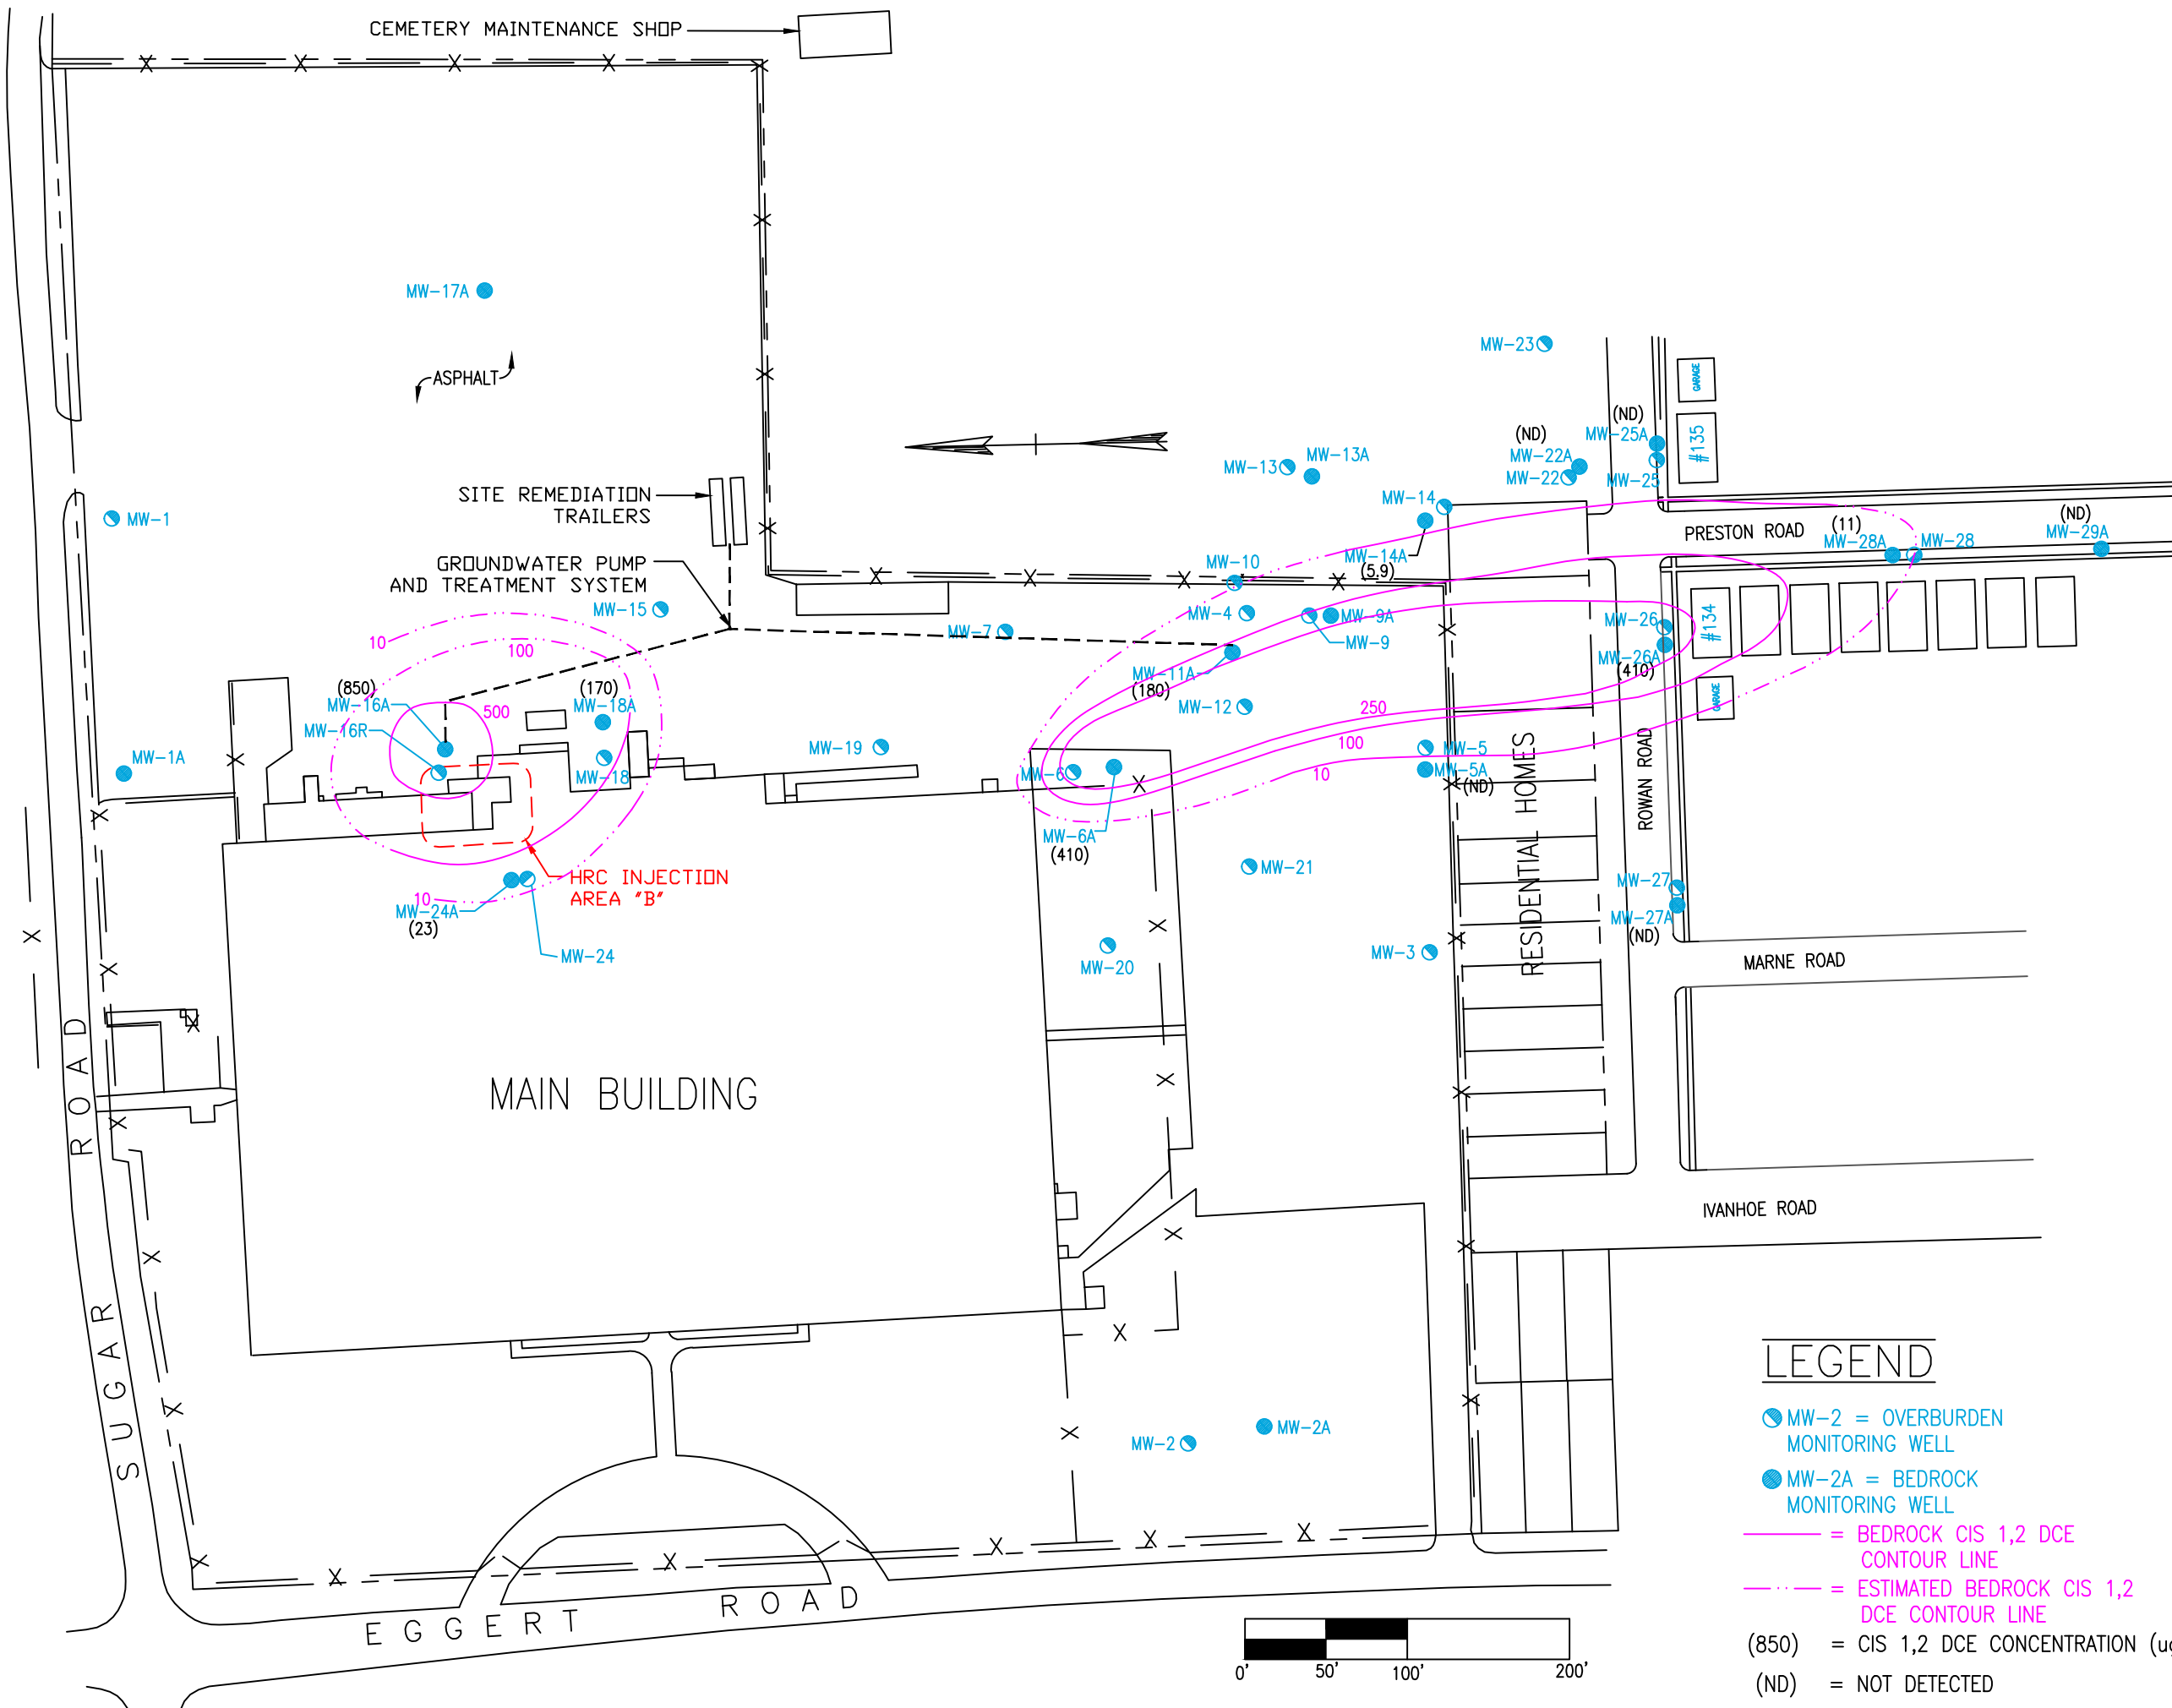 CEMETERY MAINTENANCE SHOP
MW-17A
ASPHALT
MW-23
GARAGE
#135
(ND)
MW-25A
(ND)
MW-22A
MW-22
MW-25
MW-13
MW-13A
MW-14
MW-14A
(5.9)
SITE REMEDIATION
TRAILERS
MW-1
GROUNDWATER PUMP
AND TREATMENT SYSTEM
PRESTON ROAD
(11)
MW-28A
MW-28
(ND)
MW-29A
MW-10
MW-15
MW-4
MW-9A
MW-9
MW-7
MW-26
#134
MW-26A
(410)
GARAGE
10
100
(850)
MW-16A
MW-16R
500
(170)
MW-18A
MW-18
MW-11A
(180)
MW-12
250
100
10
MW-1A
MW-19
MW-6
MW-6A
(410)
MW-5
MW-5A
(ND)
RESIDENTIAL HOMES
ROWAN ROAD
MW-21
HRC INJECTION
AREA "B"
10
MW-24A
(23)
MW-24
MW-27
MW-27A
(ND)
MW-20
MW-3
MARNE ROAD
MAIN BUILDING
IVANHOE ROAD
SUGAR ROAD
MW-2
MW-2A
EGGERT ROAD
0' 50' 100' 200'
LEGEND
MW-2 = OVERBURDEN
MONITORING WELL
MW-2A = BEDROCK
MONITORING WELL
= BEDROCK CIS 1,2 DCE
CONTOUR LINE
= ESTIMATED BEDROCK CIS 1,2
DCE CONTOUR LINE
(850) = CIS 1,2 DCE CONCENTRATION
(ND) = NOT DETECTED